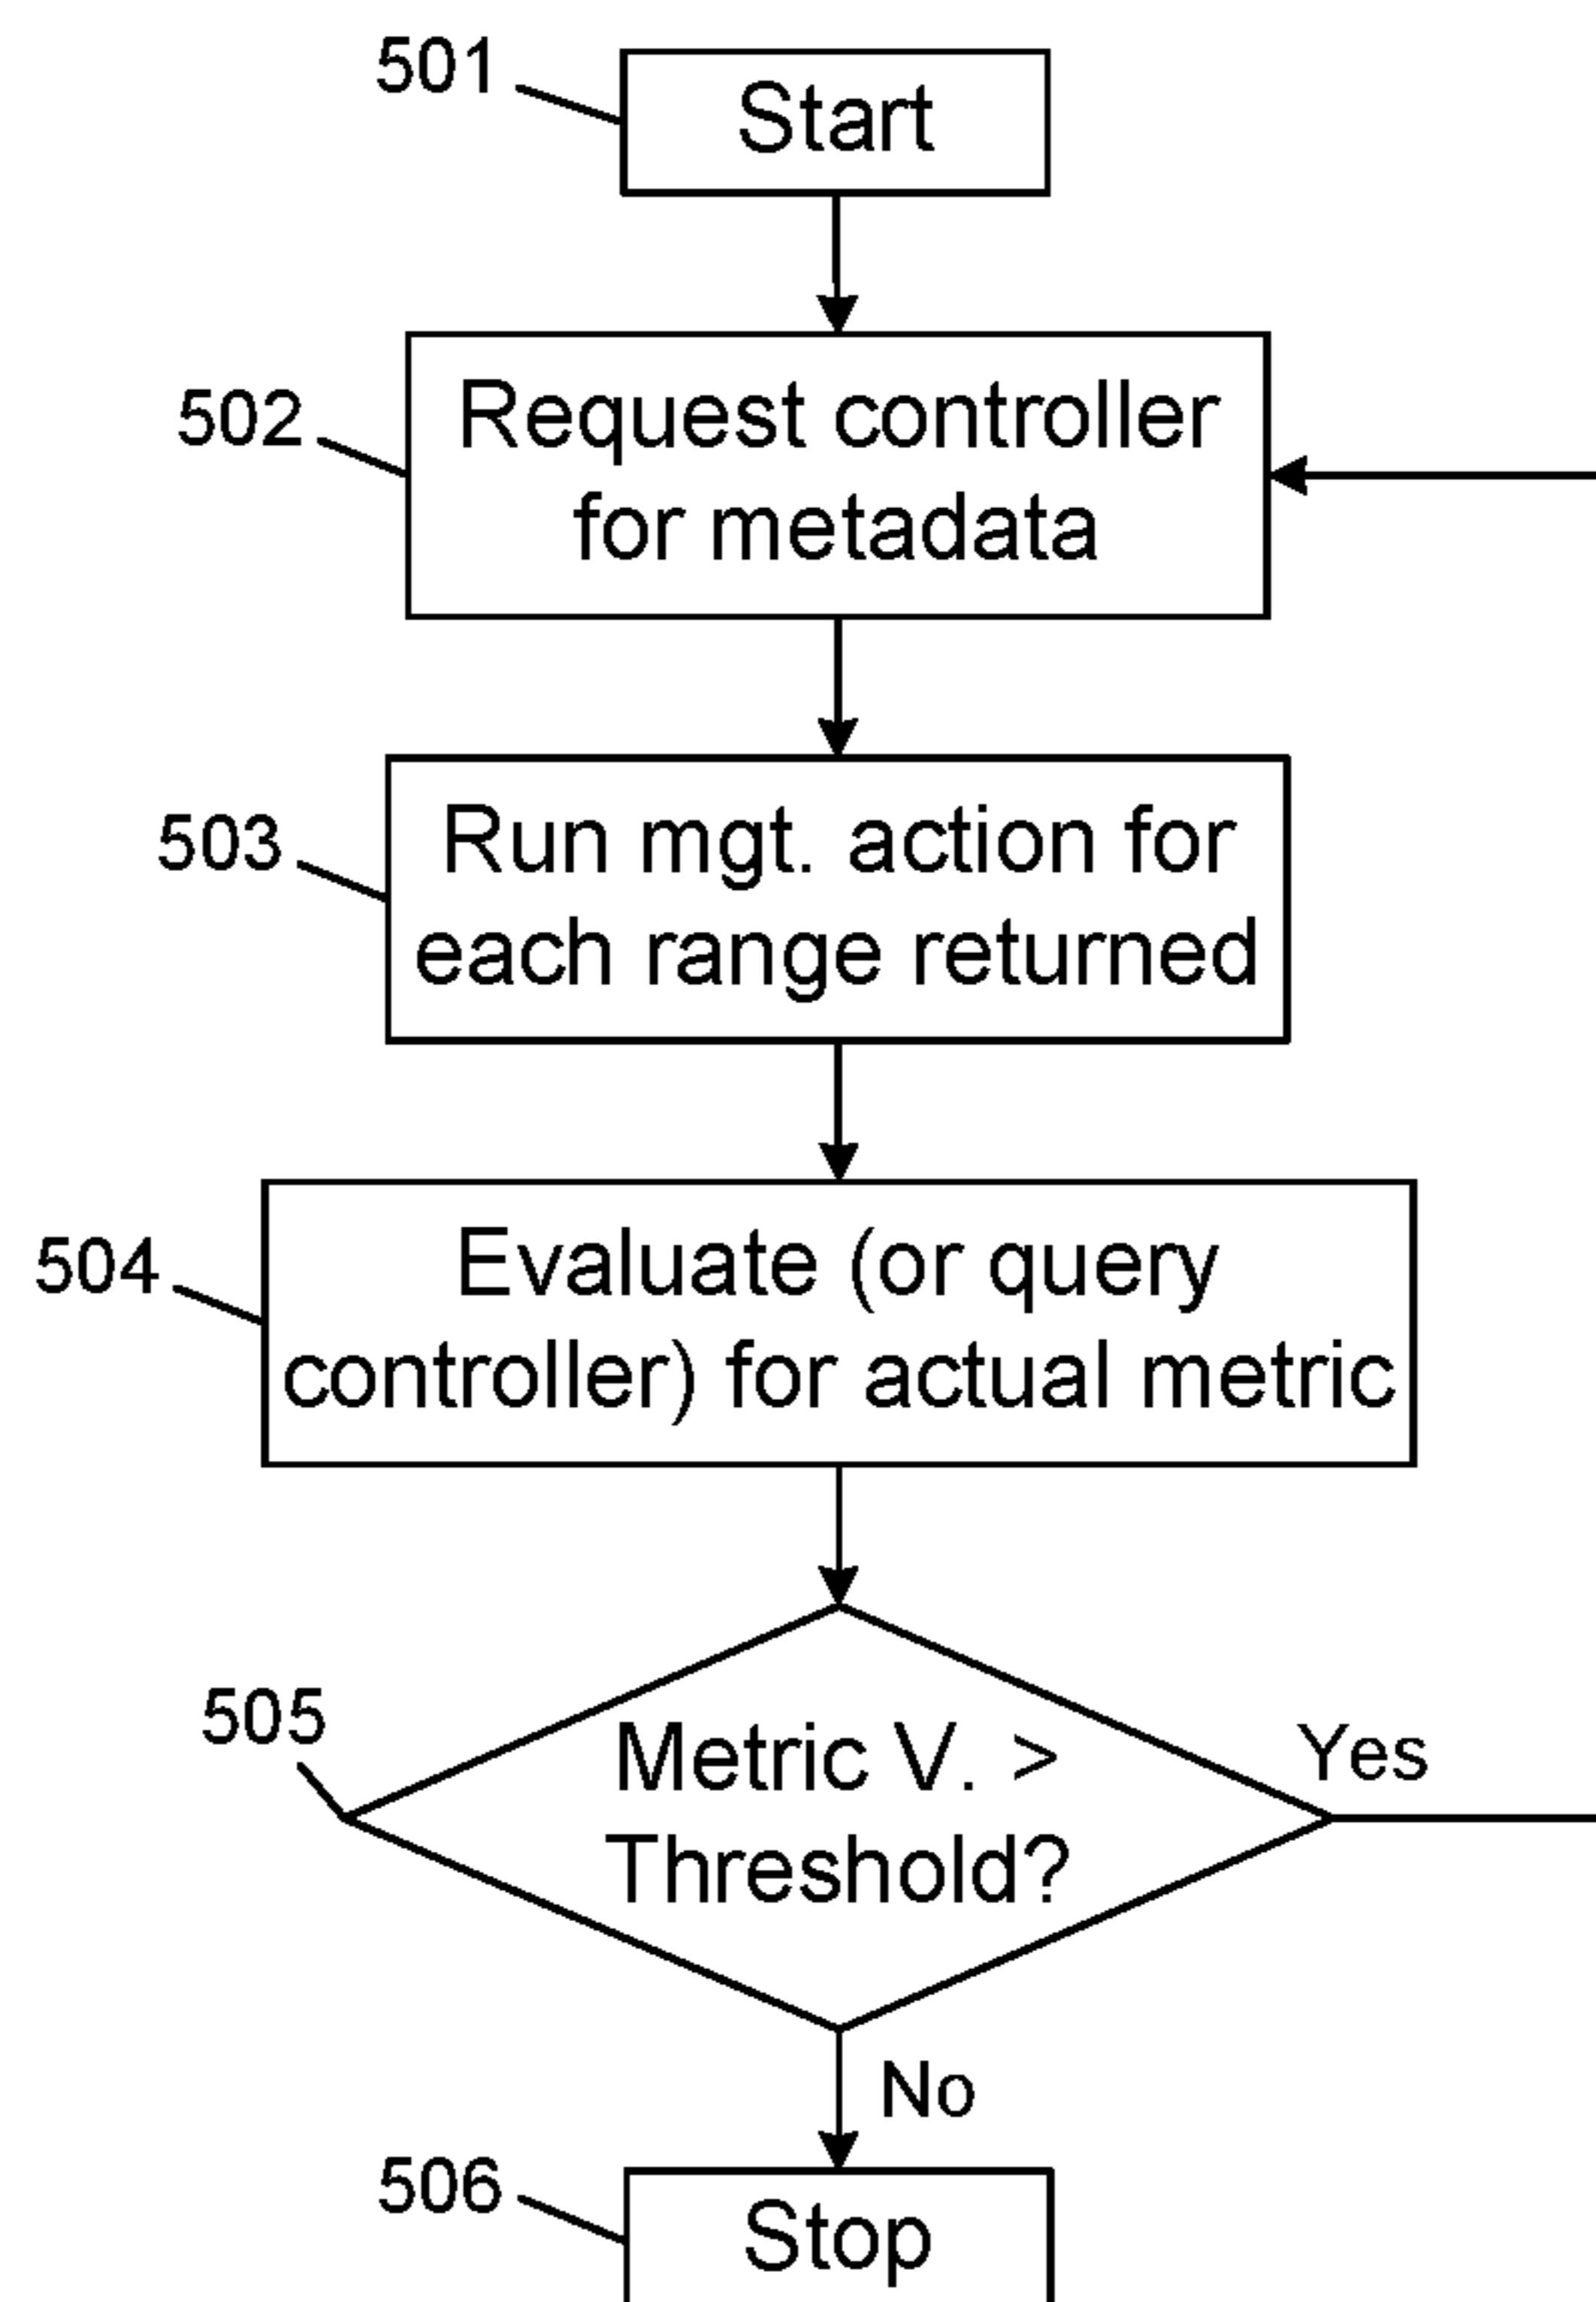 501
Start
502
Request controller
for metadata
503
Run mgt. action for
each range returned
504
Evaluate (or query
controller) for actual metric
505
Metric V. >
Threshold?
Yes
No
506
Stop